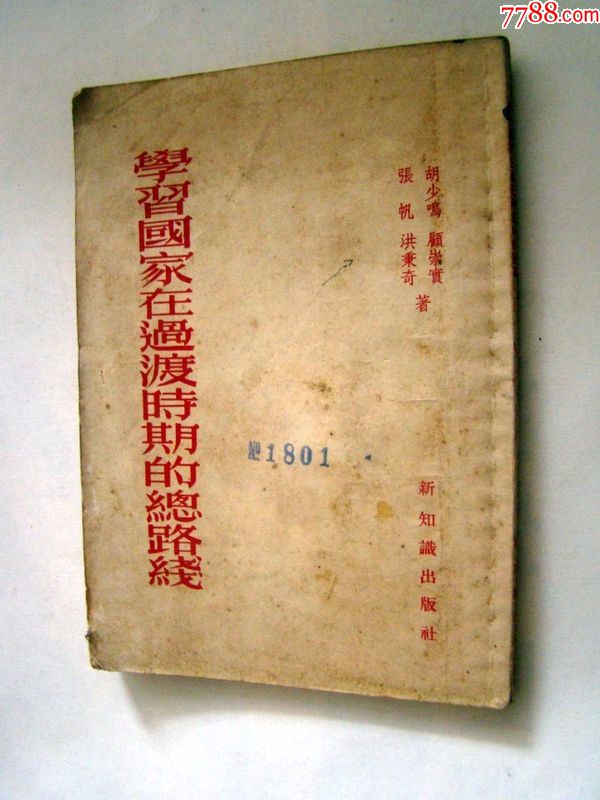 7788.com
胡少鳴 顧崇實
張帆 洪秉奇 著
學習國家在過渡時期的總路綫
№1801
新知識出版社